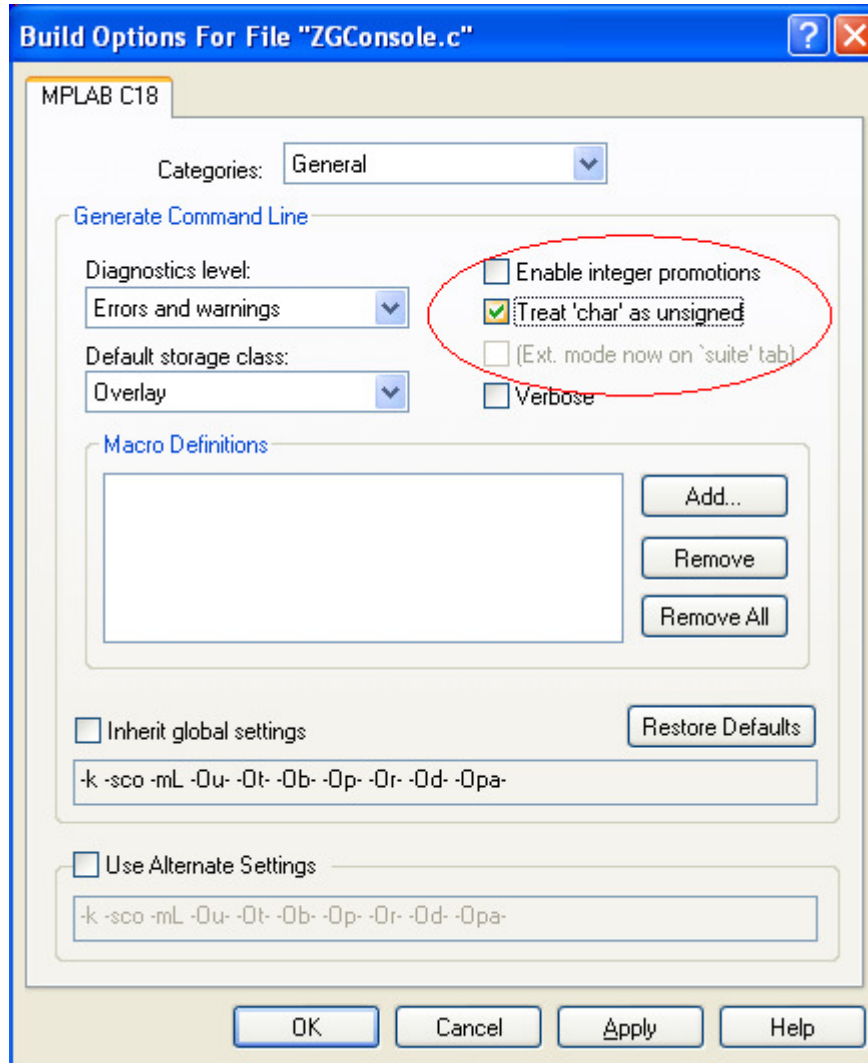 Build Options For File "ZGConsole.c"
MPLAB C18
Categories: General
Generate Command Line
Diagnostics level:
Errors and warnings
Default storage class:
Overlay
Enable integer promotions
Treat 'char' as unsigned
(Ext. mode now on `suite' tab)
Verbose
Macro Definitions
Add...
Remove
Remove All
Inherit global settings
Restore Defaults
-k -sco -mL -Ou- -Ot- -Ob- -Op- -Or- -Od- -Opa-
Use Alternate Settings
-k -sco -mL -Ou- -Ot- -Ob- -Op- -Or- -Od- -Opa-
OK Cancel Apply Help